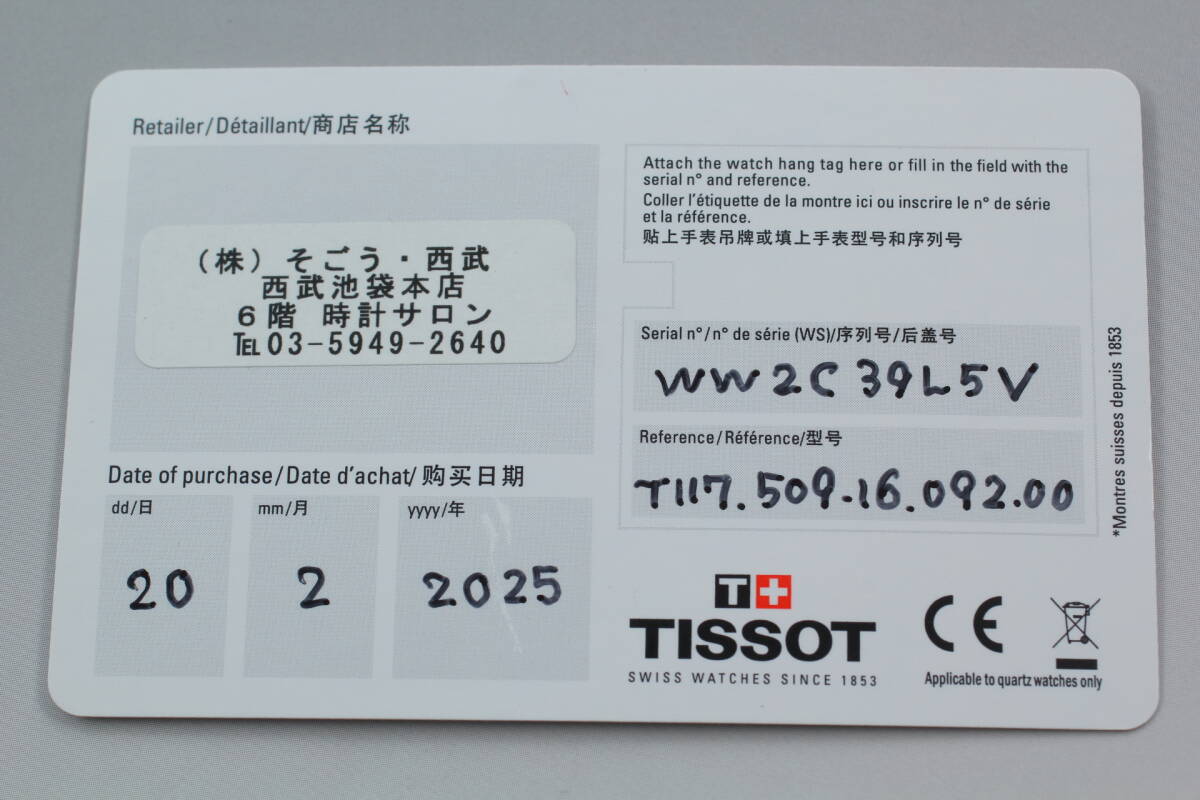 Retailer/Détaillant/商店名称
（株）そごう・西武
西武池袋本店
6階 時計サロン
℡03-5949-2640
Date of purchase/Date d'achat/购买日期
dd/日
mm/月
yyyy/年
20
2
2025
Attach the watch hang tag here or fill in the field with the
serial n° and reference.
Coller l'étiquette de la montre ici ou inscrire le n° de série
et la référence.
贴上手表吊牌或填上手表型号和序列号
Serial n°/n° de série (WS)/序列号/后盖号
WW2C39L5V
Reference/Référence/型号
T117.509.16.092.00
*Montres suisses depuis 1853
T+
TISSOT
SWISS WATCHES SINCE 1853
CE
Applicable to quartz watches only